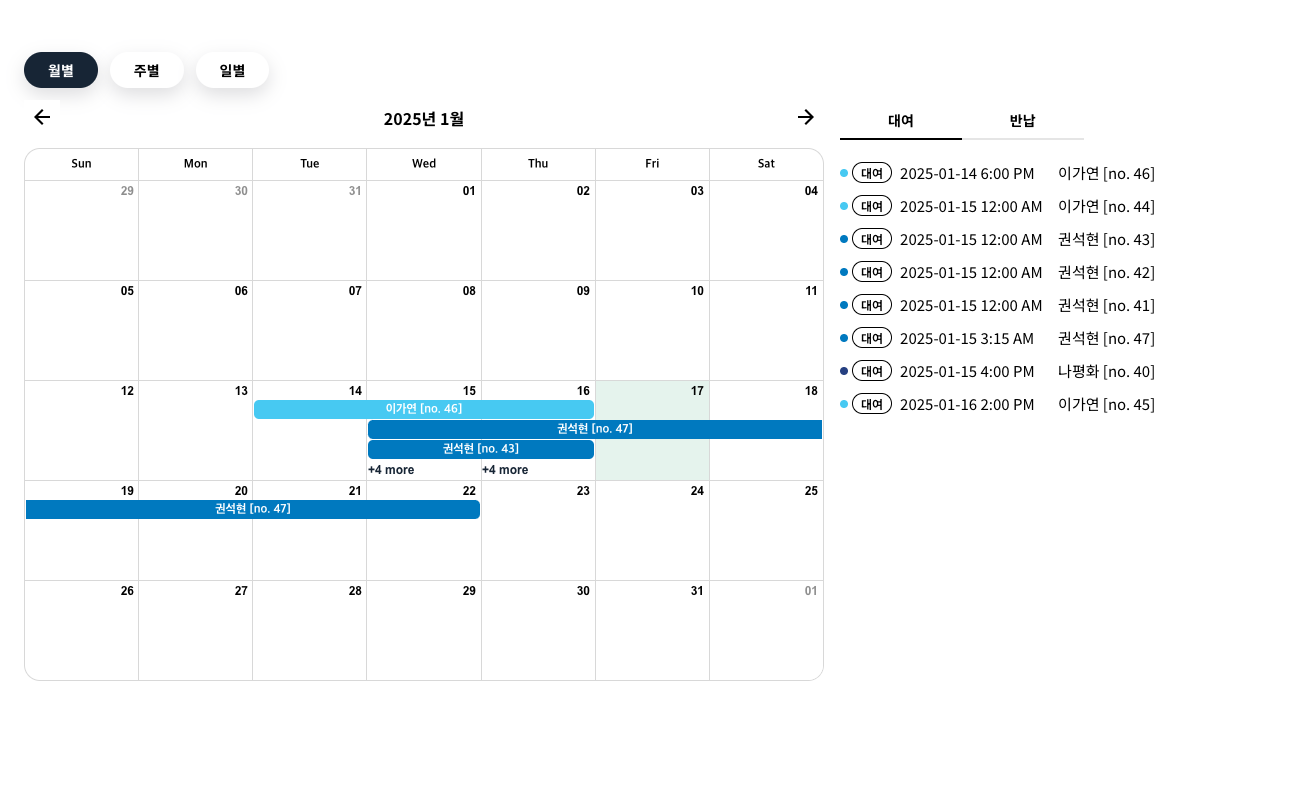 월별 주별 일별
2025년 1월
Sun Mon Tue Wed Thu Fri Sat
29 30 31 01 02 03 04
05 06 07 08 09 10 11
12 13 14 15 16 17 18
이가연 [no. 46]
권석현 [no. 47]
권석현 [no. 43]
+4 more +4 more
19 20 21 22 23 24 25
권석현 [no. 47]
26 27 28 29 30 31 01
대여 반납
대여 2025-01-14 6:00 PM 이가연 [no. 46]
대여 2025-01-15 12:00 AM 이가연 [no. 44]
대여 2025-01-15 12:00 AM 권석현 [no. 43]
대여 2025-01-15 12:00 AM 권석현 [no. 42]
대여 2025-01-15 12:00 AM 권석현 [no. 41]
대여 2025-01-15 3:15 AM 권석현 [no. 47]
대여 2025-01-15 4:00 PM 나평화 [no. 40]
대여 2025-01-16 2:00 PM 이가연 [no. 45]